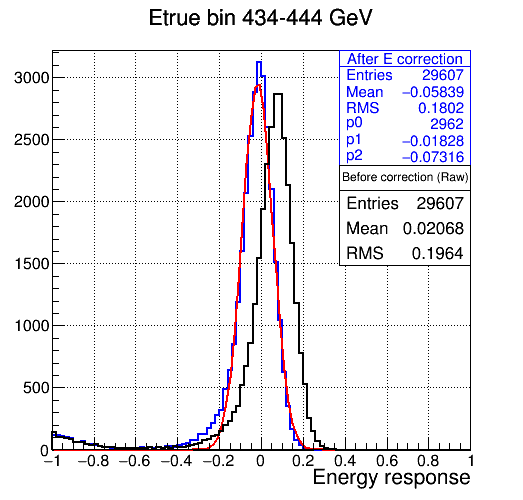 Etrue bin 434-444 GeV
After E correction
Entries 29607
Mean −0.05839
RMS 0.1802
p0 2962
p1 −0.01828
p2 −0.07316
Before correction (Raw)
Entries 29607
Mean 0.02068
RMS 0.1964
3000
2500
2000
1500
1000
500
0
−1 −0.8 −0.6 −0.4 −0.2 0 0.2 0.4 0.6 0.8 1
Energy response